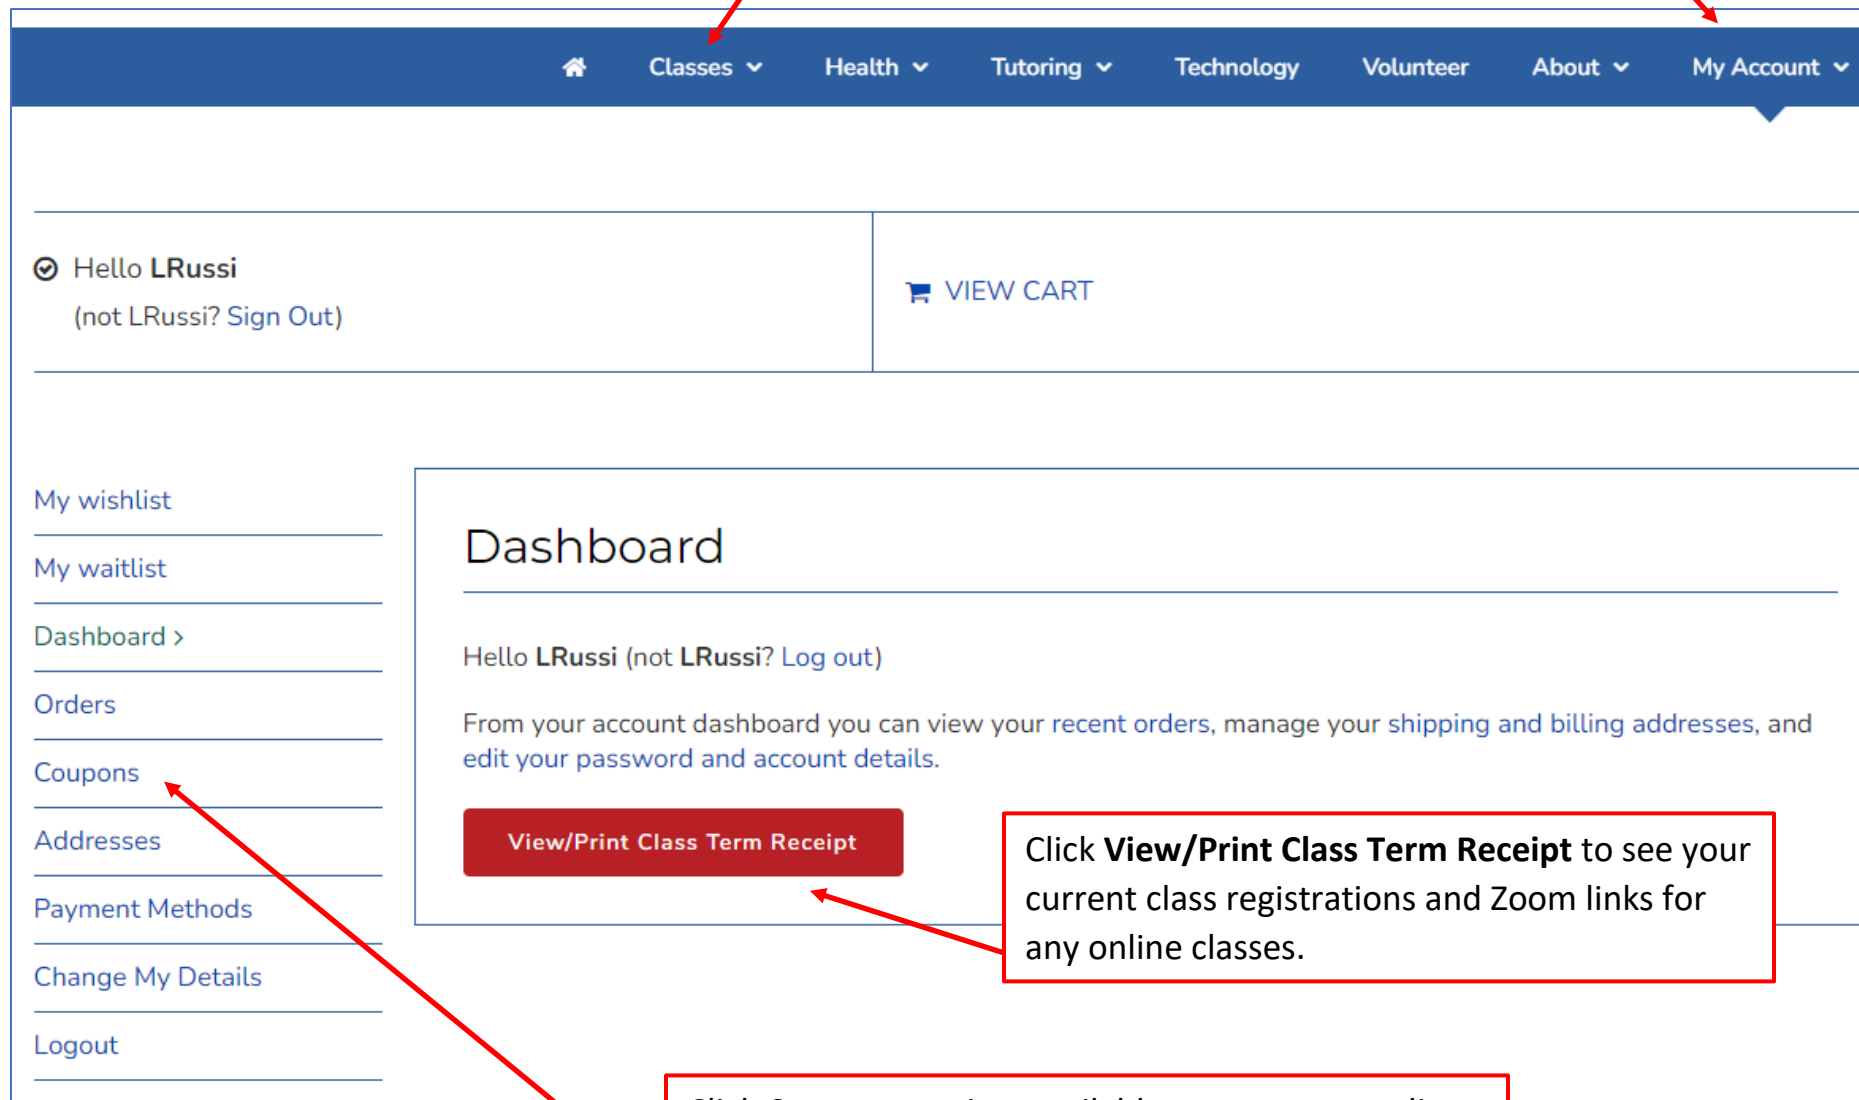 Classes Health Tutoring Technology Volunteer About My Account
Hello LRussi
(not LRussi? Sign Out)
VIEW CART
My wishlist
My waitlist
Dashboard >
Orders
Coupons
Addresses
Payment Methods
Change My Details
Logout
Dashboard
Hello LRussi (not LRussi? Log out)
From your account dashboard you can view your recent orders, manage your shipping and billing addresses, and
edit your password and account details.
View/Print Class Term Receipt
Click View/Print Class Term Receipt to see your
current class registrations and Zoom links for
any online classes.